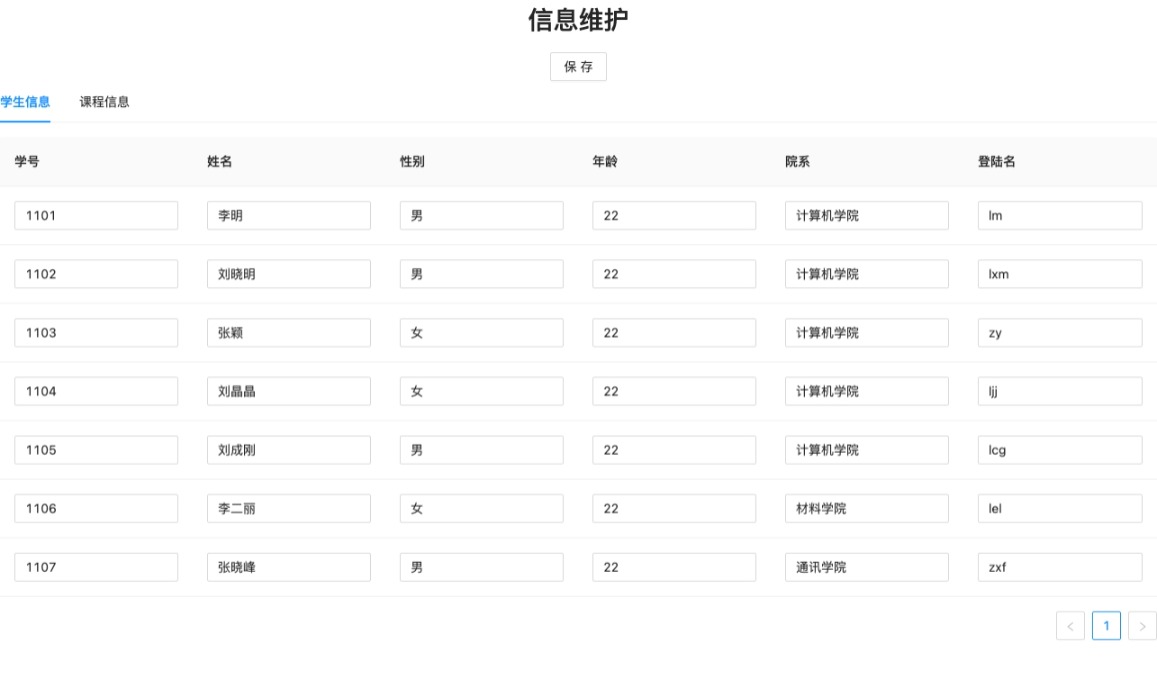 信息维护
保 存
学生信息 课程信息
学号 姓名 性别 年龄 院系 登陆名
1101 李明 男 22 计算机学院 lm
1102 刘晓明 男 22 计算机学院 lxm
1103 张颖 女 22 计算机学院 zy
1104 刘晶晶 女 22 计算机学院 ljj
1105 刘成刚 男 22 计算机学院 lcg
1106 李二丽 女 22 材料学院 lel
1107 张晓峰 男 22 通讯学院 zxf
< 1 >